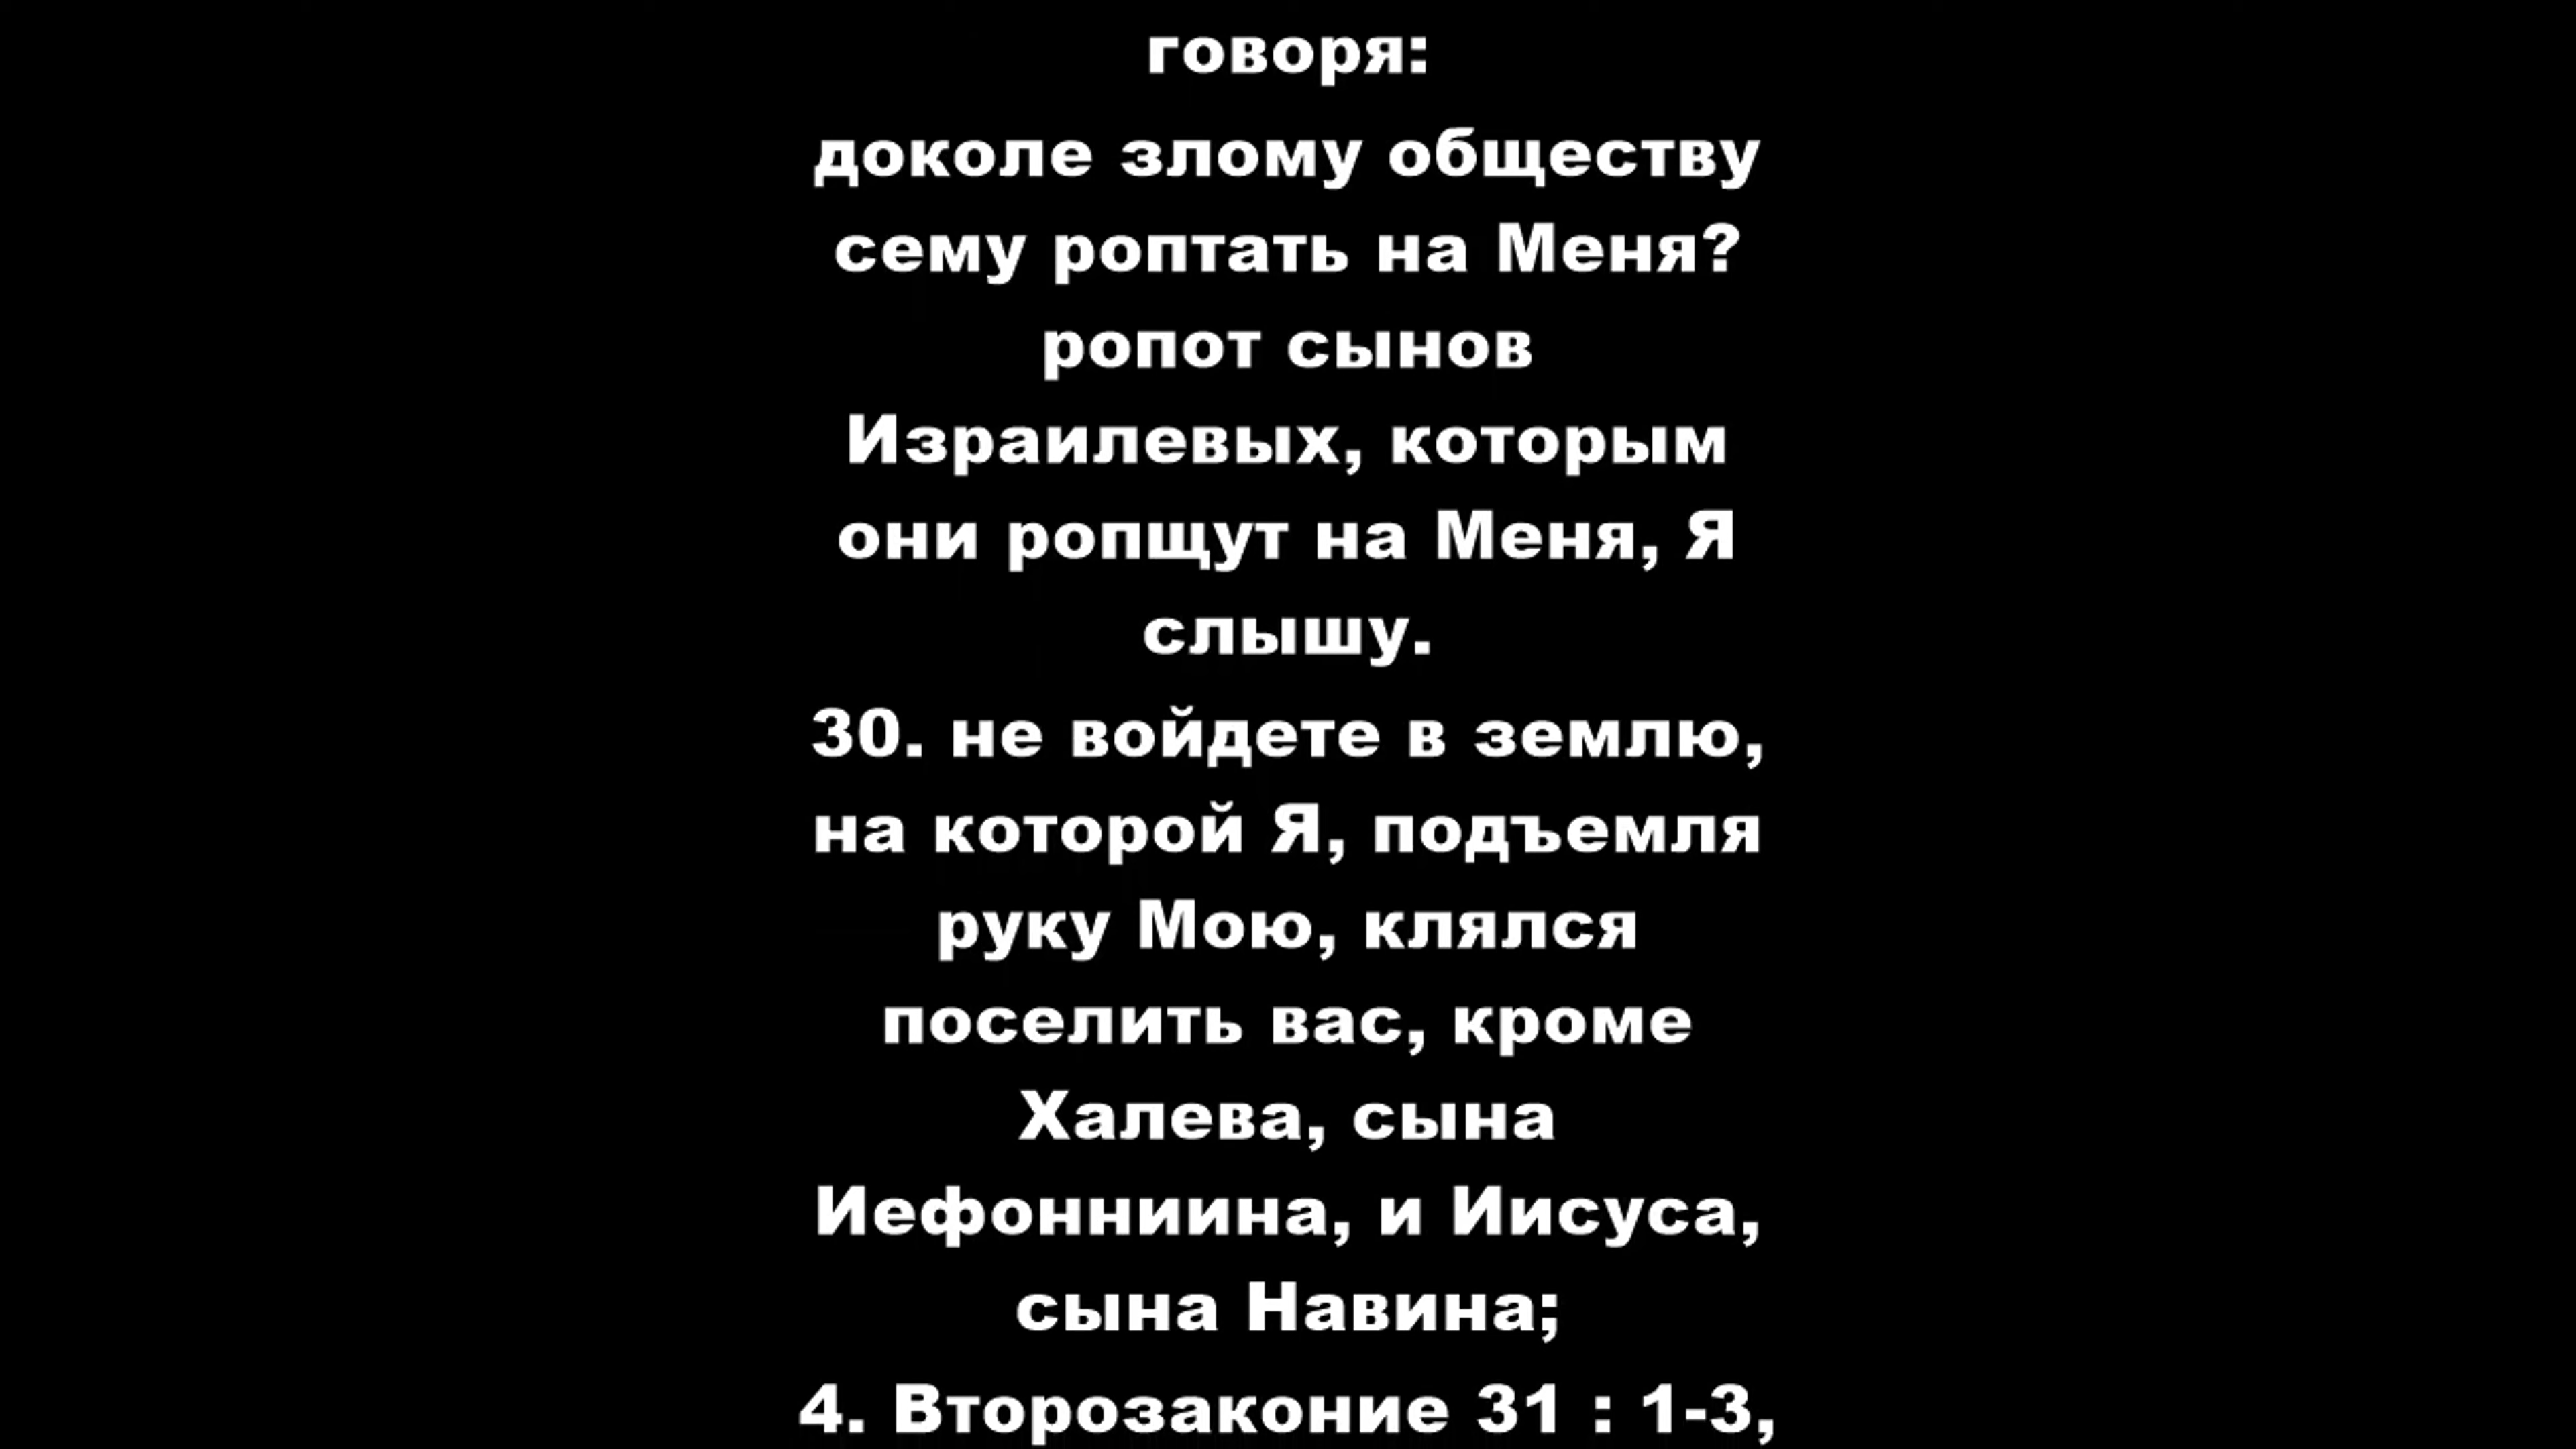 говоря:
доколе злому обществу
сему роптать на Меня?
ропот сынов
Израилевых, которым
они ропщут на Меня, Я
слышу.
30. не войдете в землю,
на которой Я, подъемля
руку Мою, клялся
поселить вас, кроме
Халева, сына
Иефонниина, и Иисуса,
сына Навина;
4. Второзаконие 31 : 1-3,